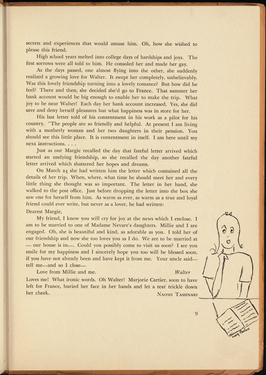 secrets and experiences that would amuse him. Oh, how she wished to
please this friend.
High school years melted into college days of hardships and joys. The
first sorrows were all told to him. He consoled her and made her gay.
As the days passed, one almost flying into the other, she suddenly
realized a growing love for Walter. It swept her completely, unbelievably.
Was this lovely friendship turning into a lovely romance? But how did he
feel? There and then, she decided she'd go to France. That summer her
bank account would be big enough to enable her to make the trip. What
joy to be near Walter! Each day her bank account increased. Yes, she did
save and deny herself pleasures but what happiness was in store for her.
His last letter told of his contentment in his work as a pilot for his
country. "The people are so friendly and helpful. At present I am living
with a motherly woman and her two daughters in their pension. You
should see this little place. It is contentment in itself. I am here until my
next instructions. . . .
Just as our Margie recalled the day that fateful letter arrived which
started an undying friendship, so she recalled the day another fateful
letter arrived which shattered her hopes and dreams.
On March 24 she had written him the letter which contained all the
details of her trip. When, where, what time he should meet her and every
little thing she thought was so important. The letter in her hand, she
walked to the post office. Just before dropping the letter into the box she
saw one for herself from him. As warm as ever, as warm as a true and loyal
friend could ever write, but never as a lover, he had written:
Dearest Margie,
My friend, I know you will cry for joy at the news which I enclose. I
am to be married to one of Madame Nevare's daughters. Millie and I are
engaged. Oh, she is beautiful and kind, as adorable as you. I told her of
our friendship and now she too loves you as I do. We are to be married at
— our house is in.... Could you possibly come to visit us soon? I see you
smile for my happiness and I sincerely hope you too will be blessed soon,
if you have not already been and have kept it from me. Your uncle said—
tell me—and so I close—
Love from Millie and me. Walter
Loves me! What ironic words. Oh Walter! Marjorie Cartier, soon to have
left for France, buried her face in her hands and let a tear trickle down
her cheek.
9